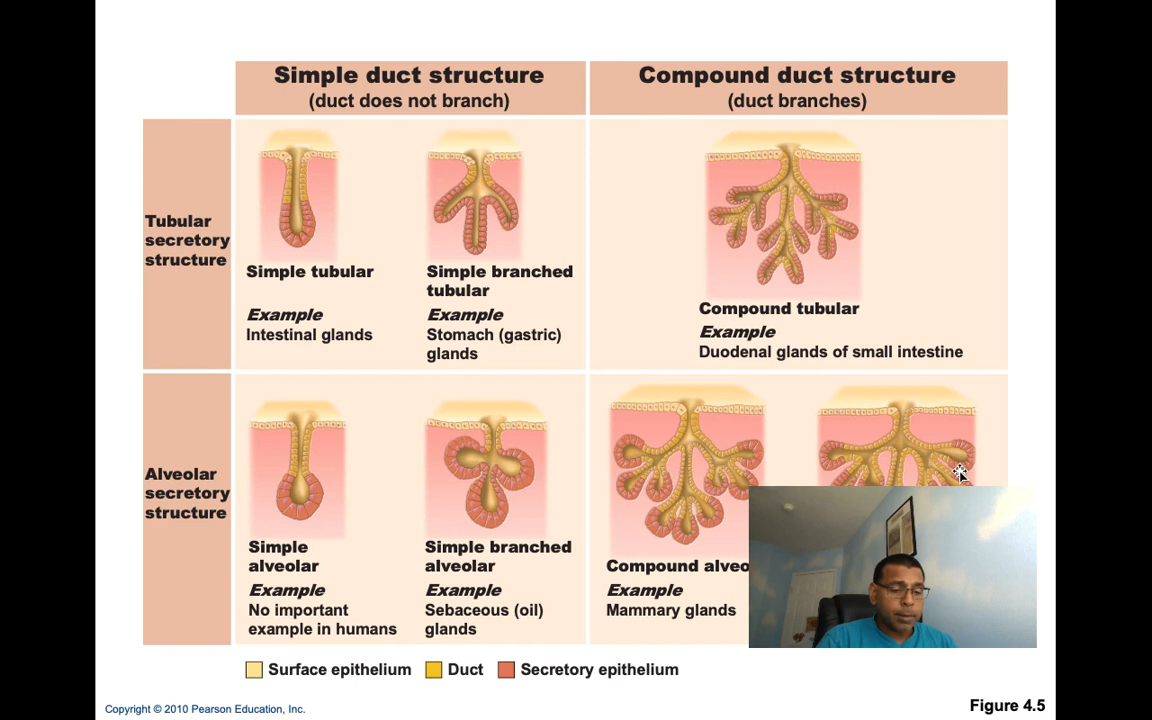 Simple duct structure
(duct does not branch)
Compound duct structure
(duct branches)
Tubular
secretory
structure
Simple tubular
Example
Intestinal glands
Simple branched
tubular
Example
Stomach (gastric)
glands
Compound tubular
Example
Duodenal glands of small intestine
Alveolar
secretory
structure
Simple
alveolar
Example
No important
example in humans
Simple branched
alveolar
Example
Sebaceous (oil)
glands
Compound alveo
Example
Mammary glands
Surface epithelium
Duct
Secretory epithelium
Copyright © 2010 Pearson Education, Inc.
Figure 4.5